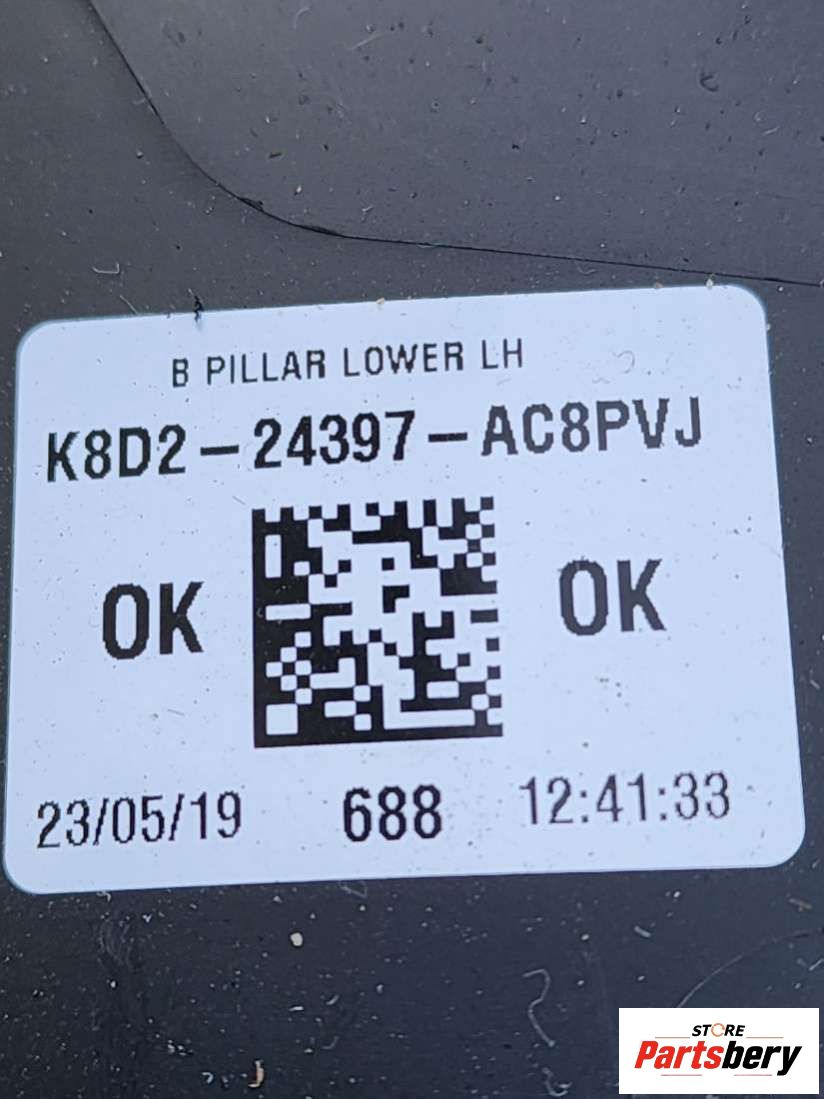 B PILLAR LOWER LH
K8D2-24397-AC8PVJ
OK OK
23/05/19 688 12:41:33
STORE
Partsbery